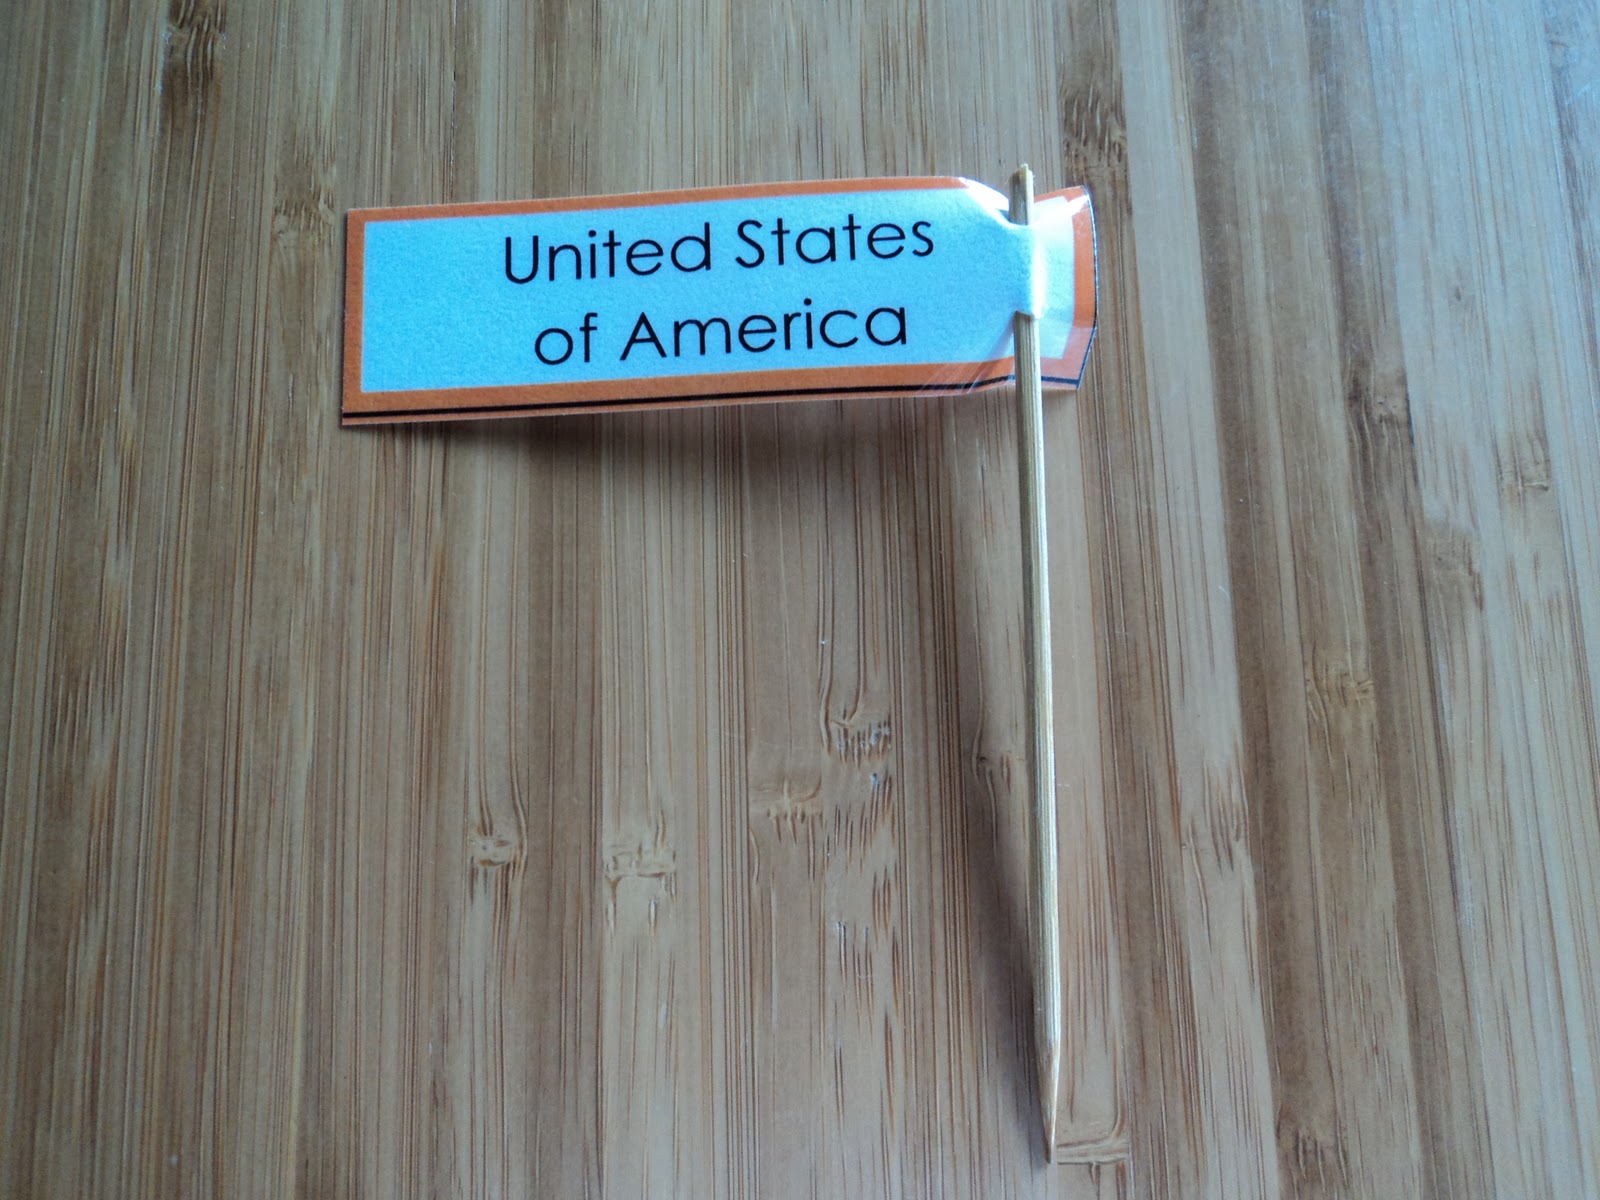 United States
of America